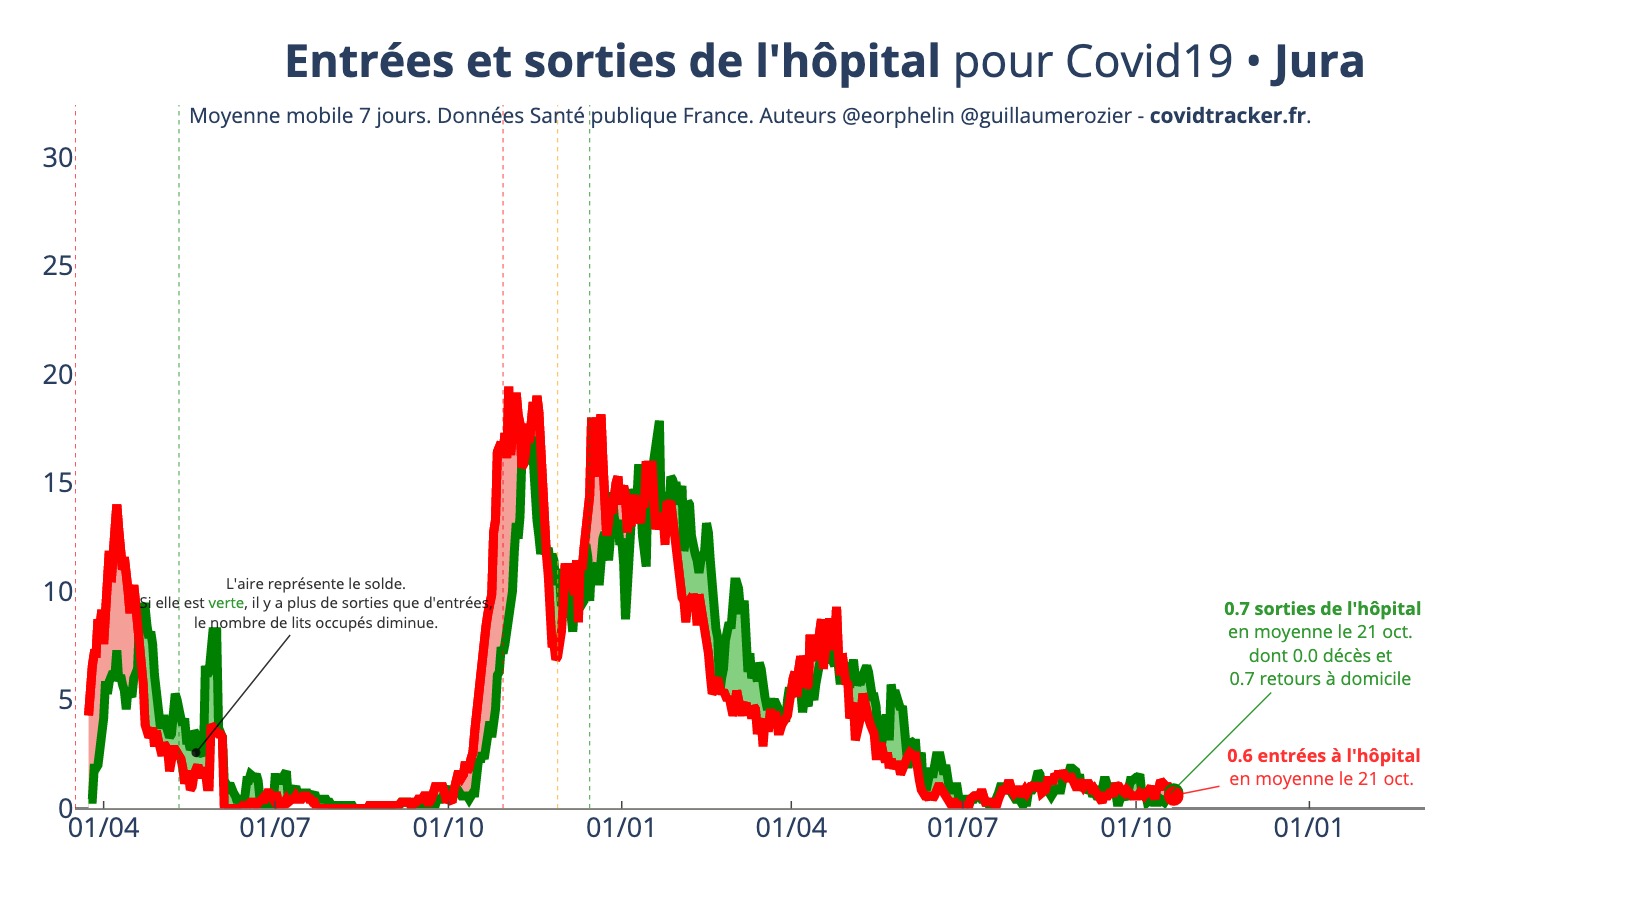 Entrées et sorties de l'hôpital pour Covid19 • Jura
Moyenne mobile 7 jours. Données Santé publique France. Auteurs @eorphelin @guillaumerozier - covidtracker.fr.
30
25
20
15
10
5
0
L'aire représente le solde.
Si elle est verte, il y a plus de sorties que d'entrées,
le nombre de lits occupés diminue.
0.7 sorties de l'hôpital
en moyenne le 21 oct.
dont 0.0 décès et
0.7 retours à domicile
0.6 entrées à l'hôpital
en moyenne le 21 oct.
01/04 01/07 01/10 01/01 01/04 01/07 01/10 01/01